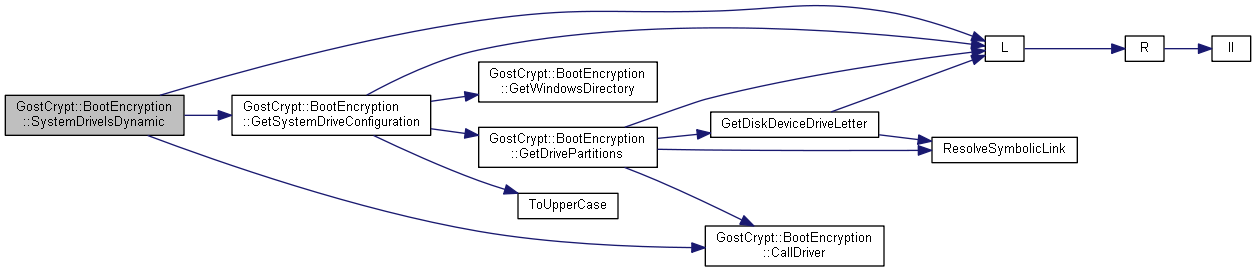 GostCrypt::BootEncryption
::SystemDriveIsDynamic
GostCrypt::BootEncryption
::GetSystemDriveConfiguration
GostCrypt::BootEncryption
::GetWindowsDirectory
GostCrypt::BootEncryption
::GetDrivePartitions
ToUpperCase
GetDiskDeviceDriveLetter
GostCrypt::BootEncryption
::CallDriver
L
ResolveSymbolicLink
R
ll